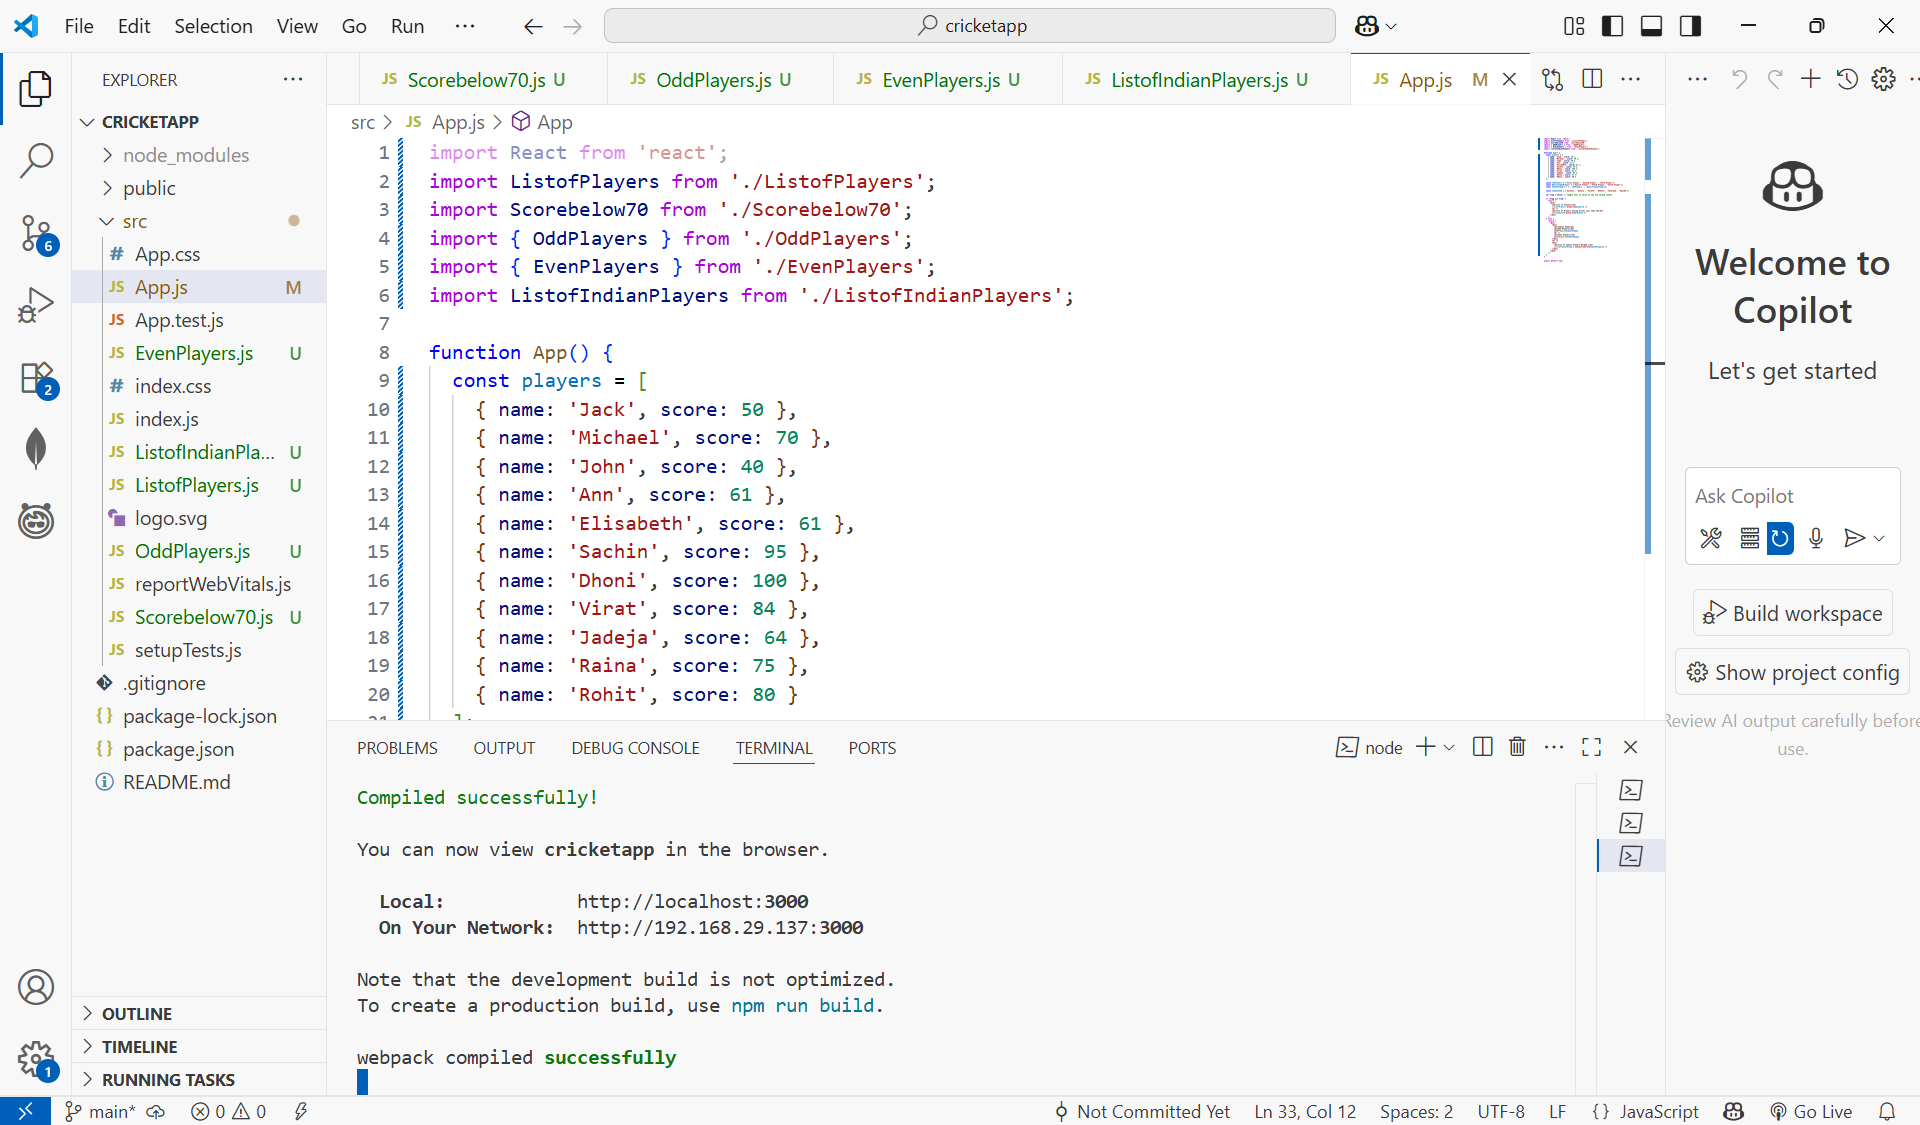 File Edit Selection View Go Run ··· cricketapp
EXPLORER ···
CRICKETAPP
node_modules
public
src
# App.css
JS App.js M
JS App.test.js
JS EvenPlayers.js U
# index.css
JS index.js
JS ListofIndianPla... U
JS ListofPlayers.js U
logo.svg
JS OddPlayers.js U
JS reportWebVitals.js
JS Scorebelow70.js U
JS setupTests.js
.gitignore
{} package-lock.json
{} package.json
README.md
OUTLINE
TIMELINE
RUNNING TASKS
6
2
1
JS Scorebelow70.js U JS OddPlayers.js U JS EvenPlayers.js U JS ListofIndianPlayers.js U JS App.js M
src > JS App.js > App
1 import React from 'react';
2 import ListofPlayers from './ListofPlayers';
3 import Scorebelow70 from './Scorebelow70';
4 import { OddPlayers } from './OddPlayers';
5 import { EvenPlayers } from './EvenPlayers';
6 import ListofIndianPlayers from './ListofIndianPlayers';
7
8 function App() {
9 const players = [
10 { name: 'Jack', score: 50 },
11 { name: 'Michael', score: 70 },
12 { name: 'John', score: 40 },
13 { name: 'Ann', score: 61 },
14 { name: 'Elisabeth', score: 61 },
15 { name: 'Sachin', score: 95 },
16 { name: 'Dhoni', score: 100 },
17 { name: 'Virat', score: 84 },
18 { name: 'Jadeja', score: 64 },
19 { name: 'Raina', score: 75 },
20 { name: 'Rohit', score: 80 }
PROBLEMS OUTPUT DEBUG CONSOLE TERMINAL PORTS node
Compiled successfully!
You can now view cricketapp in the browser.
Local: http://localhost:3000
On Your Network: http://192.168.29.137:3000
Note that the development build is not optimized.
To create a production build, use npm run build.
webpack compiled successfully
Welcome to
Copilot
Let's get started
Ask Copilot
Build workspace
Show project config
Review AI output carefully before
use.
main* 0 0 Not Committed Yet Ln 33, Col 12 Spaces: 2 UTF-8 LF {} JavaScript Go Live